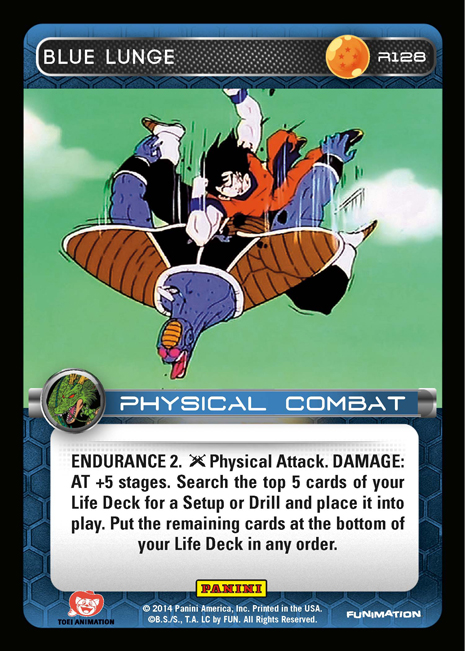 BLUE LUNGE
R128
PHYSICAL COMBAT
ENDURANCE 2. Physical Attack. DAMAGE:
AT +5 stages. Search the top 5 cards of your
Life Deck for a Setup or Drill and place it into
play. Put the remaining cards at the bottom of
your Life Deck in any order.
PANINI
TOEI ANIMATION
© 2014 Panini America, Inc. Printed in the USA.
©B.S./S., T.A. LC by FUN. All Rights Reserved.
FUNIMATION